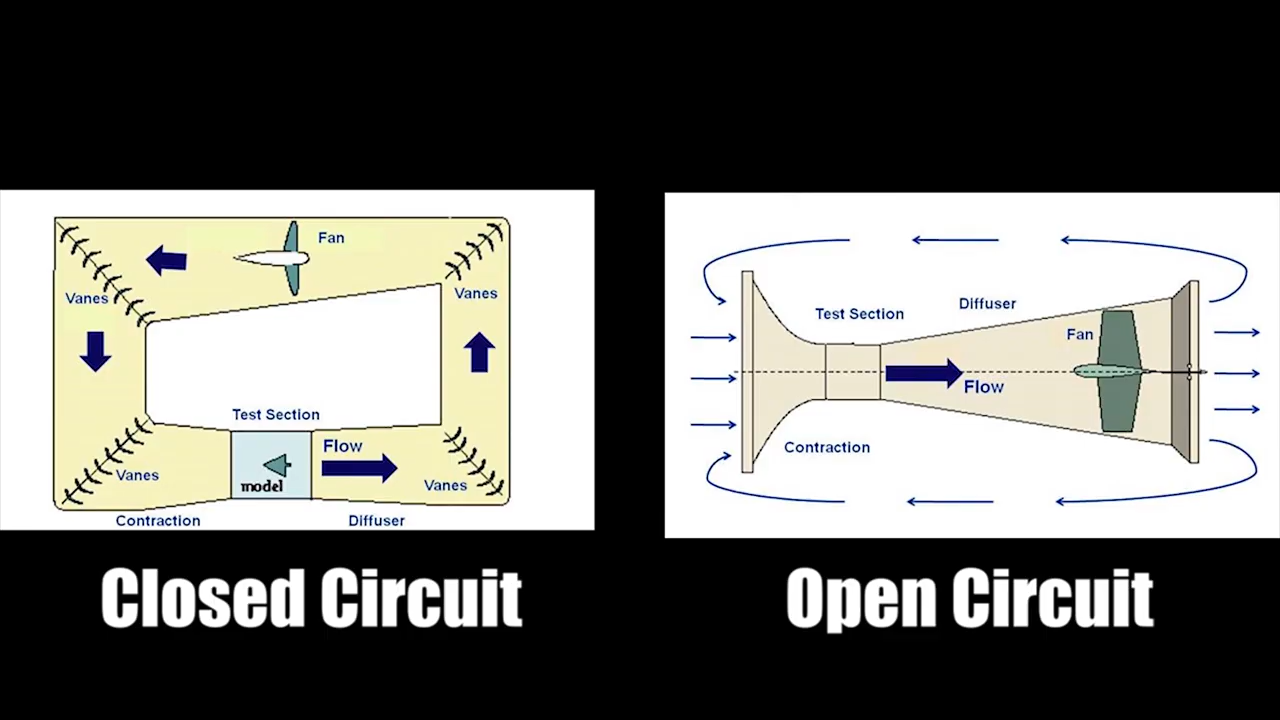 Fan
Vanes
Vanes
Test Section
Flow
model
Vanes
Vanes
Contraction
Diffuser
Closed Circuit
Diffuser
Test Section
Fan
Flow
Contraction
Open Circuit